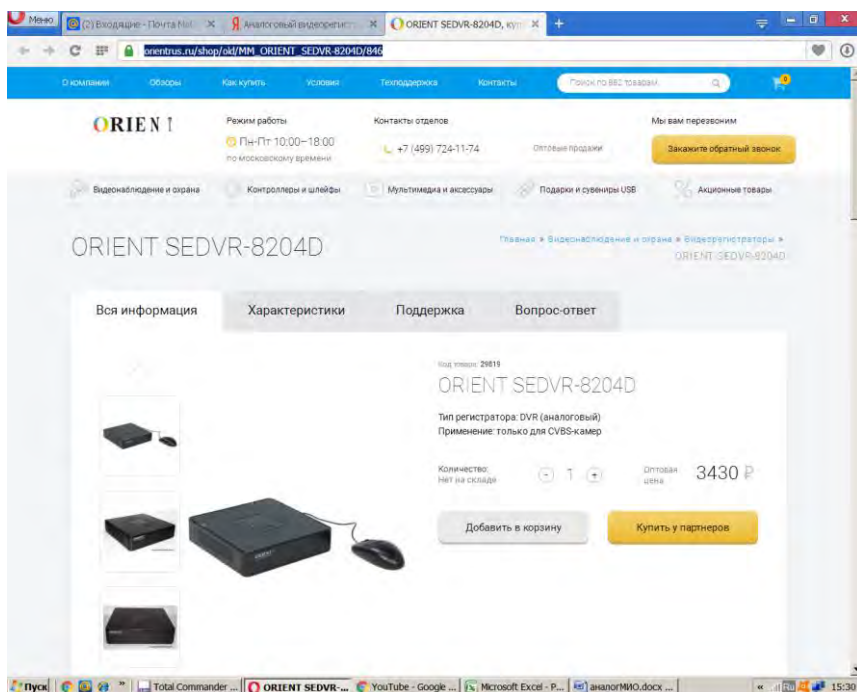 Меню
(2) Входящие - Почта Mail
Аналоговый видеорегистр
ORIENT SEDVR-8204D, куп
orientrus.ru/shop/old/MM_ORIENT_SEDVR-8204D/846
О компании Обзоры Как купить Условия Техподдержка Контакты Поиск по 882 товарам 0
ORIENT
Режим работы Контакты отделов Мы вам перезвоним
Пн-Пт 10:00–18:00 +7 (499) 724-11-74 Оптовые продажи Закажите обратный звонок
по московскому времени
Видеонаблюдение и охрана Контроллеры и шлейфы Мультимедиа и аксессуары Подарки и сувениры USB Акционные товары
ORIENT SEDVR-8204D
Главная » Видеонаблюдение и охрана » Видеорегистраторы »
ORIENT SEDVR-8204D
Вся информация Характеристики Поддержка Вопрос-ответ
Код товара: 29819
ORIENT SEDVR-8204D
Тип регистратора: DVR (аналоговый)
Применение: только для CVBS-камер
Количество: 
Нет на складе
- 1 +
Оптовая
цена
3430 ₽
Добавить в корзину Купить у партнеров
Пуск Total Commander ... ORIENT SEDVR-... YouTube - Google ... Microsoft Excel - P... аналогМИО.docx ... 15:30